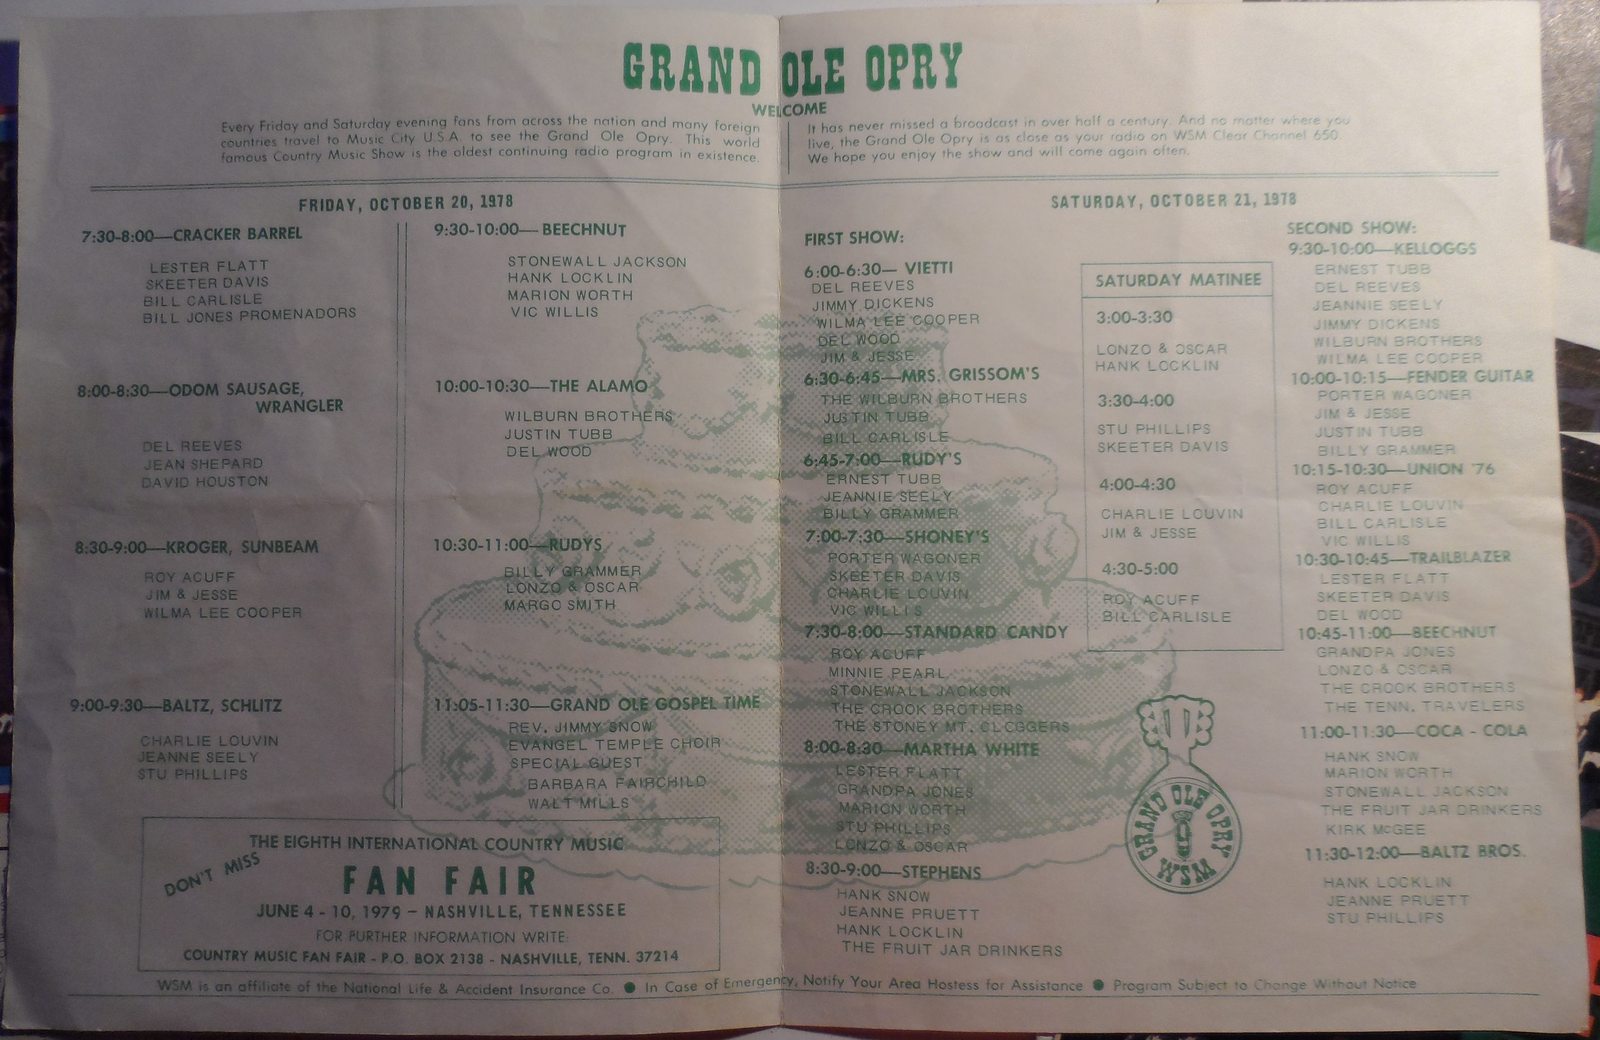 GRAND OLE OPRY
WELCOME
Every Friday and Saturday evening fans from across the nation and many foreign
countries travel to Music City U.S.A. to see the Grand Ole Opry. This world
famous Country Music Show is the oldest continuing radio program in existence.
It has never missed a broadcast in over half a century. And no matter where you
live, the Grand Ole Opry is as close as your radio on WSM Clear Channel 650.
We hope you enjoy the show and will come again often.
FRIDAY, OCTOBER 20, 1978
7:30-8:00—CRACKER BARREL
LESTER FLATT
SKEETER DAVIS
BILL CARLISLE
BILL JONES PROMENADORS
8:00-8:30—ODOM SAUSAGE,
WRANGLER
DEL REEVES
JEAN SHEPARD
DAVID HOUSTON
8:30-9:00—KROGER, SUNBEAM
ROY ACUFF
JIM & JESSE
WILMA LEE COOPER
9:00-9:30—BALTZ, SCHLITZ
CHARLIE LOUVIN
JEANNE SEELY
STU PHILLIPS
9:30-10:00—BEECHNUT
STONEWALL JACKSON
HANK LOCKLIN
MARION WORTH
VIC WILLIS
10:00-10:30—THE ALAMO
WILBURN BROTHERS
JUSTIN TUBB
DEL WOOD
10:30-11:00—RUDYS
BILLY GRAMMER
LONZO & OSCAR
MARGO SMITH
11:05-11:30—GRAND OLE GOSPEL TIME
REV. JIMMY SNOW
EVANGEL TEMPLE CHOIR
SPECIAL GUEST
BARBARA FAIRCHILD
WALT MILLS
THE EIGHTH INTERNATIONAL COUNTRY MUSIC
DON'T MISS
FAN FAIR
JUNE 4 - 10, 1979 – NASHVILLE, TENNESSEE
FOR FURTHER INFORMATION WRITE:
COUNTRY MUSIC FAN FAIR - P.O. BOX 2138 - NASHVILLE, TENN. 37214
SATURDAY, OCTOBER 21, 1978
FIRST SHOW:
6:00-6:30— VIETTI
DEL REEVES
JIMMY DICKENS
WILMA LEE COOPER
DEL WOOD
JIM & JESSE
6:30-6:45—MRS. GRISSOM'S
THE WILBURN BROTHERS
JUSTIN TUBB
BILL CARLISLE
6:45-7:00—RUDY'S
ERNEST TUBB
JEANNIE SEELY
BILLY GRAMMER
7:00-7:30—SHONEY'S
PORTER WAGONER
SKEETER DAVIS
CHARLIE LOUVIN
VIC WILLIS
7:30-8:00—STANDARD CANDY
ROY ACUFF
MINNIE PEARL
STONEWALL JACKSON
THE CROOK BROTHERS
THE STONEY MT. CLOGGERS
8:00-8:30—MARTHA WHITE
LESTER FLATT
GRANDPA JONES
MARION WORTH
STU PHILLIPS
LONZO & OSCAR
8:30-9:00—STEPHENS
HANK SNOW
JEANNE PRUETT
HANK LOCKLIN
THE FRUIT JAR DRINKERS
SATURDAY MATINEE
3:00-3:30
LONZO & OSCAR
HANK LOCKLIN
3:30-4:00
STU PHILLIPS
SKEETER DAVIS
4:00-4:30
CHARLIE LOUVIN
JIM & JESSE
4:30-5:00
ROY ACUFF
BILL CARLISLE
GRAND OLE OPRY
WSM
SECOND SHOW:
9:30-10:00—KELLOGGS
ERNEST TUBB
DEL REEVES
JEANNIE SEELY
JIMMY DICKENS
WILBURN BROTHERS
WILMA LEE COOPER
10:00-10:15—FENDER GUITAR
PORTER WAGONER
JIM & JESSE
JUSTIN TUBB
BILLY GRAMMER
10:15-10:30—UNION '76
ROY ACUFF
CHARLIE LOUVIN
BILL CARLISLE
VIC WILLIS
10:30-10:45—TRAILBLAZER
LESTER FLATT
SKEETER DAVIS
DEL WOOD
10:45-11:00—BEECHNUT
GRANDPA JONES
LONZO & OSCAR
THE CROOK BROTHERS
THE TENN. TRAVELERS
11:00-11:30—COCA - COLA
HANK SNOW
MARION WORTH
STONEWALL JACKSON
THE FRUIT JAR DRINKERS
KIRK McGEE
11:30-12:00—BALTZ BROS.
HANK LOCKLIN
JEANNE PRUETT
STU PHILLIPS
WSM is an affiliate of the National Life & Accident Insurance Co. ● In Case of Emergency, Notify Your Area Hostess for Assistance ● Program Subject to Change Without Notice